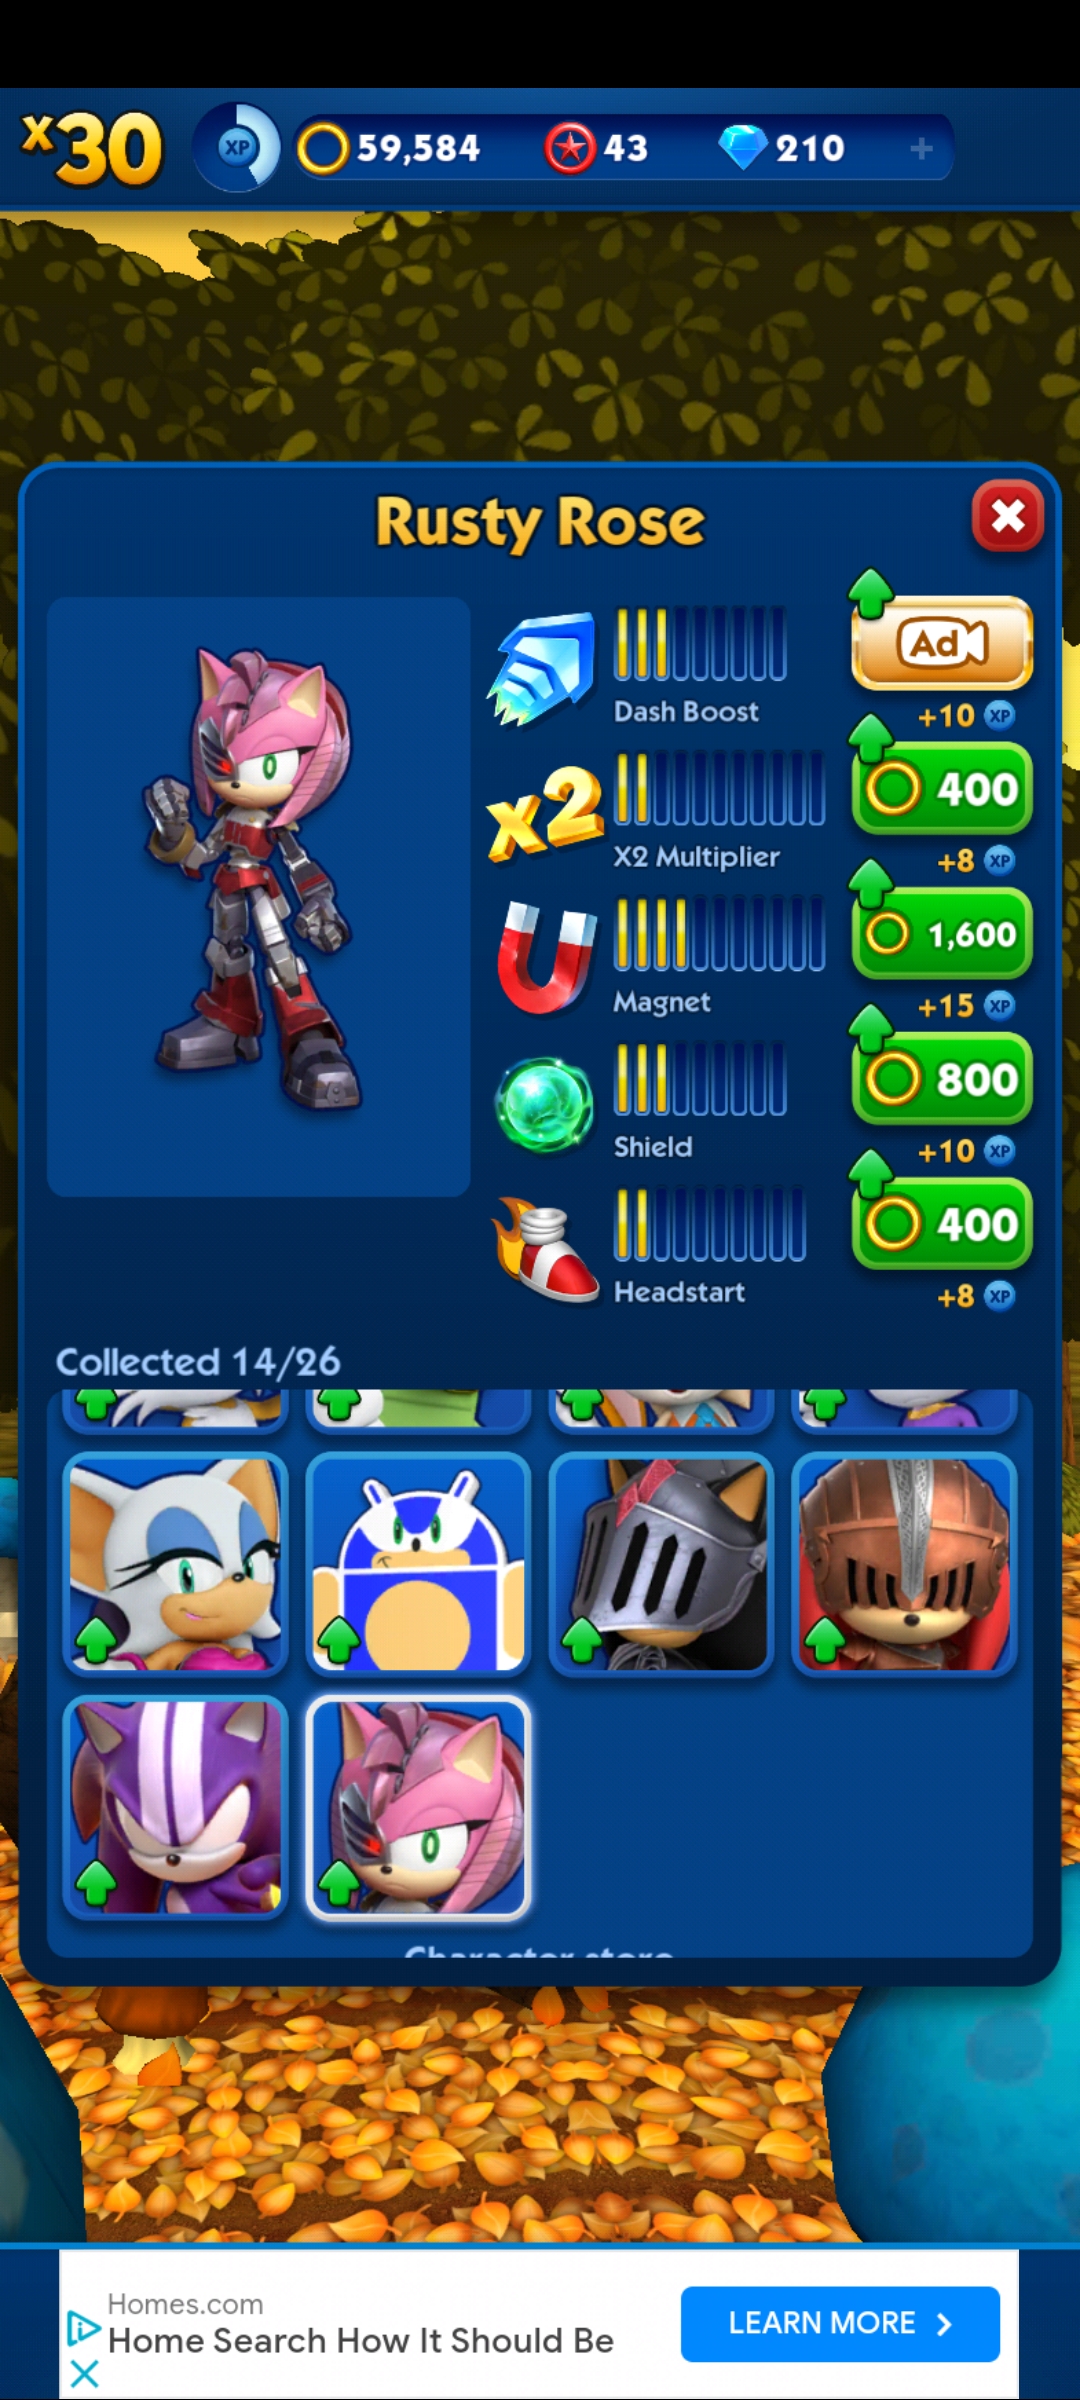 x30
XP
59,584
43
210
+
Rusty Rose
Dash Boost
Ad
+10 XP
x2
X2 Multiplier
400
+8 XP
Magnet
1,600
+15 XP
Shield
800
+10 XP
Headstart
400
+8 XP
Collected 14/26
Character store
Homes.com
Home Search How It Should Be
LEARN MORE